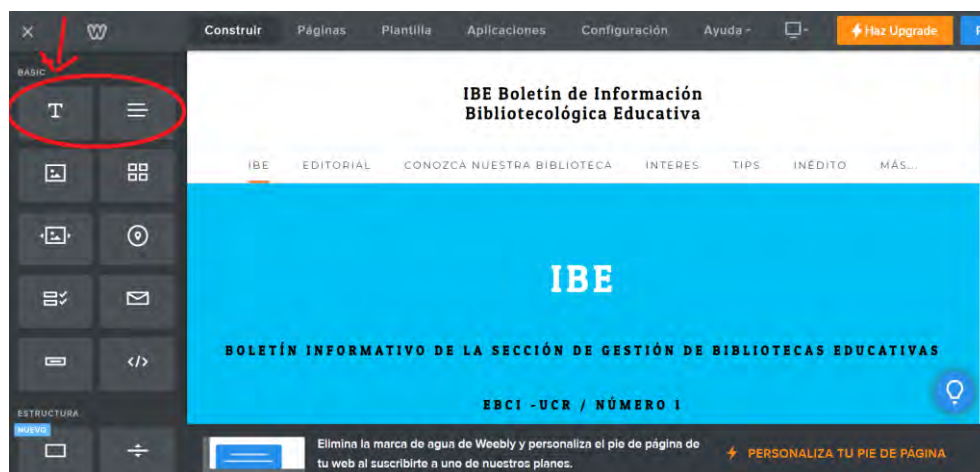 Construir Páginas Plantilla Aplicaciones Configuración Ayuda Haz Upgrade
BASIC
T
IBE Boletín de Información
Bibliotecológica Educativa
IBE EDITORIAL CONOZCA NUESTRA BIBLIOTECA INTERES TIPS INÉDITO MÁS...
IBE
BOLETÍN INFORMATIVO DE LA SECCIÓN DE GESTIÓN DE BIBLIOTECAS EDUCATIVAS
EBCI -UCR / NÚMERO 1
ESTRUCTURA
NUEVO
Elimina la marca de agua de Weebly y personaliza el pie de página de
tu web al suscribirte a uno de nuestros planes.
PERSONALIZA TU PIE DE PÁGINA